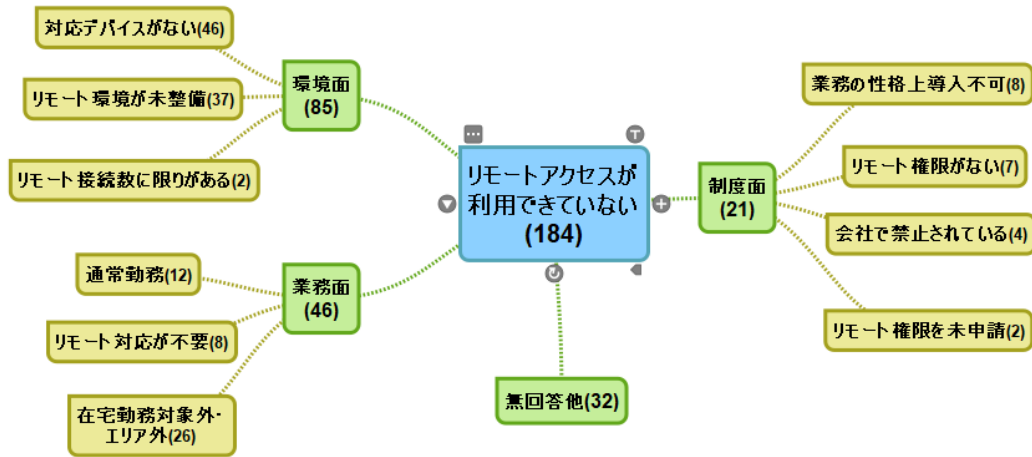 対応デバイスがない(46)
リモート環境が未整備(37)
リモート接続数に限りがある(2)
環境面
(85)
通常勤務(12)
リモート対応が不要(8)
在宅勤務対象外・
エリア外(26)
業務面
(46)
リモートアクセスが
利用できていない
(184)
無回答他(32)
制度面
(21)
業務の性格上導入不可(8)
リモート権限がない(7)
会社で禁止されている(4)
リモート権限を未申請(2)